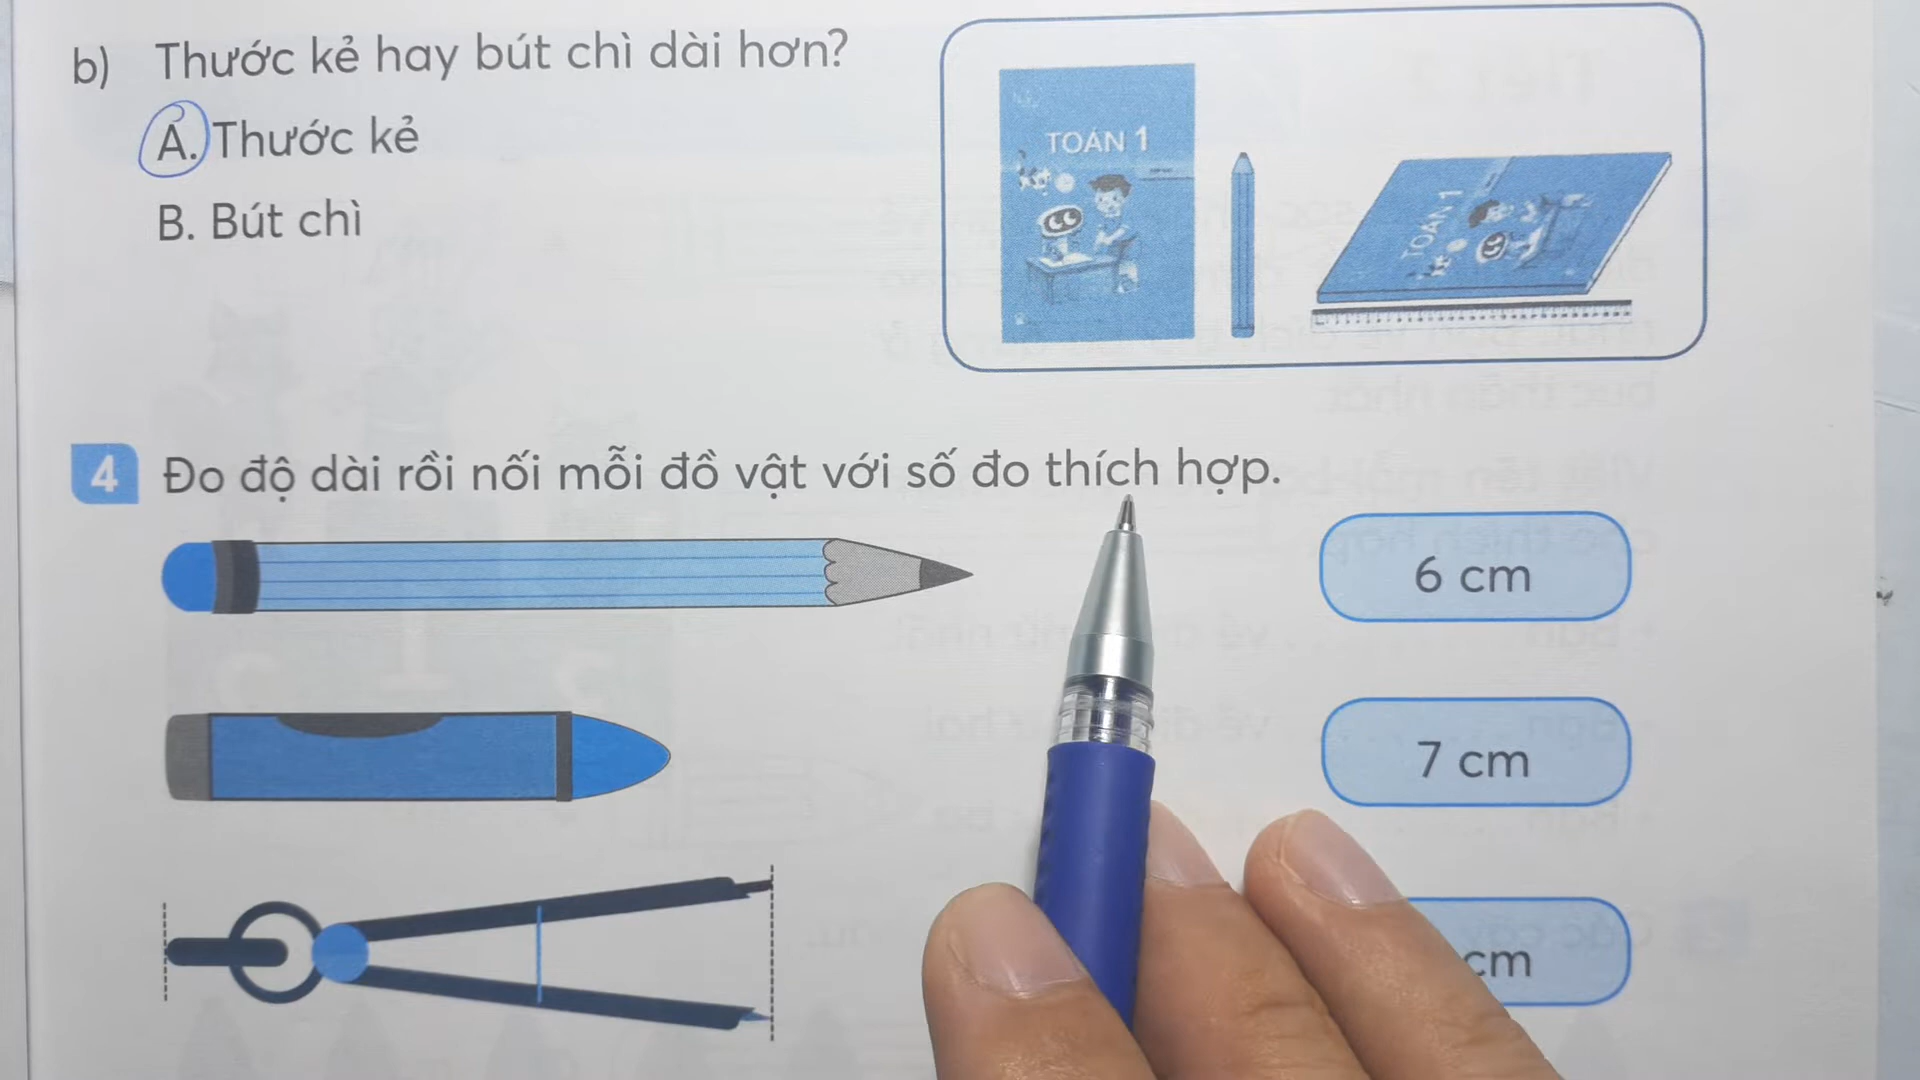 b) Thước kẻ hay bút chì dài hơn?
A. Thước kẻ
B. Bút chì
TOÁN 1
TOÁN 1
4 Đo độ dài rồi nối mỗi đồ vật với số đo thích hợp.
6 cm
7 cm
cm